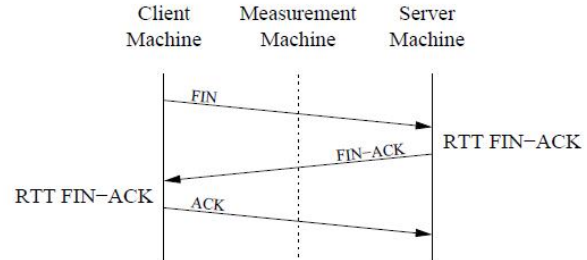 Client Machine
Measurement Machine
Server Machine
FIN
RTT FIN−ACK
FIN−ACK
RTT FIN−ACK
ACK